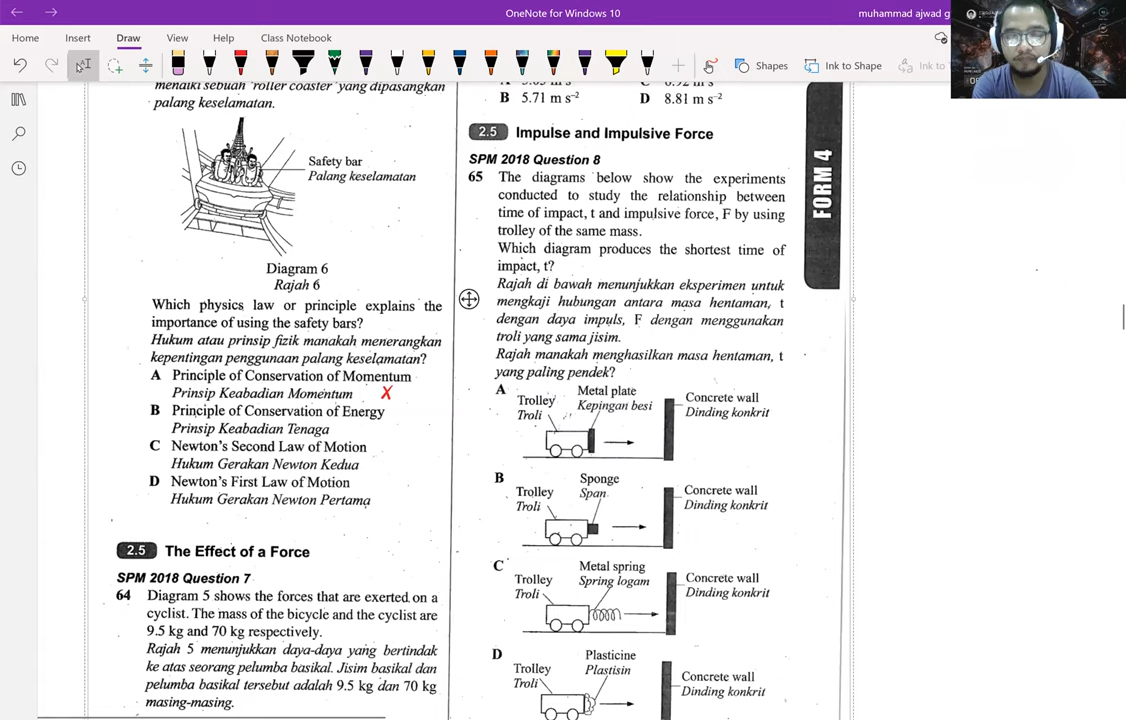 OneNote for Windows 10
muhammad ajwad g
Home
Insert
Draw
View
Help
Class Notebook
Shapes
Ink to Shape
Ink to
menaiki sebuah 'roller coaster' yang dipasangkan
palang keselamatan.
Safety bar
Palang keselamatan
Diagram 6
Rajah 6
Which physics law or principle explains the
importance of using the safety bars?
Hukum atau prinsip fizik manakah menerangkan
kepentingan penggunaan palang keselamatan?
A Principle of Conservation of Momentum
Prinsip Keabadian Momentum X
B Principle of Conservation of Energy
Prinsip Keabadian Tenaga
C Newton's Second Law of Motion
Hukum Gerakan Newton Kedua
D Newton's First Law of Motion
Hukum Gerakan Newton Pertama
2.5 The Effect of a Force
SPM 2018 Question 7
64 Diagram 5 shows the forces that are exerted on a
cyclist. The mass of the bicycle and the cyclist are
9.5 kg and 70 kg respectively.
Rajah 5 menunjukkan daya-daya yang bertindak
ke atas seorang pelumba basikal. Jisim basikal dan
pelumba basikal tersebut adalah 9.5 kg dan 70 kg
masing-masing.
B 5.71 m s⁻² D 8.81 m s⁻²
2.5 Impulse and Impulsive Force
SPM 2018 Question 8
65 The diagrams below show the experiments
conducted to study the relationship between
time of impact, t and impulsive force, F by using
trolley of the same mass.
Which diagram produces the shortest time of
impact, t?
Rajah di bawah menunjukkan eksperimen untuk
mengkaji hubungan antara masa hentaman, t
dengan daya impuls, F dengan menggunakan
troli yang sama jisim.
Rajah manakah menghasilkan masa hentaman, t
yang paling pendek?
A
Trolley
Troli
Metal plate
Kepingan besi
Concrete wall
Dinding konkrit
B
Trolley
Troli
Sponge
Span
Concrete wall
Dinding konkrit
C
Trolley
Troli
Metal spring
Spring logam
Concrete wall
Dinding konkrit
D
Trolley
Troli
Plasticine
Plastisin
Concrete wall
Dinding konkrit
FORM 4